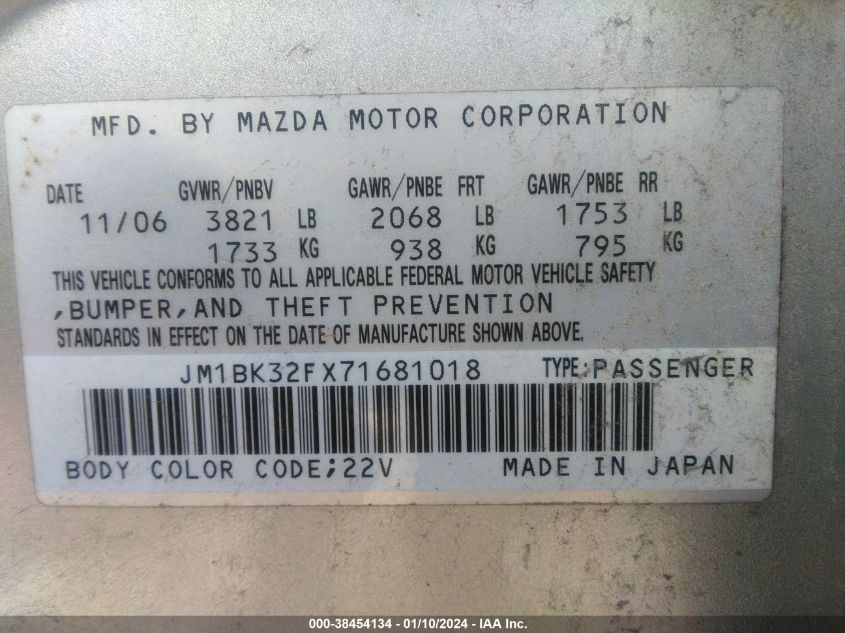 MFD. BY MAZDA MOTOR CORPORATION
DATE GVWR/PNBV GAWR/PNBE FRT GAWR/PNBE RR
11/06 3821 LB 2068 LB 1753 LB
1733 KG 938 KG 795 KG
THIS VEHICLE CONFORMS TO ALL APPLICABLE FEDERAL MOTOR VEHICLE SAFETY
,BUMPER,AND THEFT PREVENTION
STANDARDS IN EFFECT ON THE DATE OF MANUFACTURE SHOWN ABOVE.
JM1BK32FX71681018 TYPE:PASSENGER
BODY COLOR CODE;22V MADE IN JAPAN
000-38454134 - 01/10/2024 - IAA Inc.